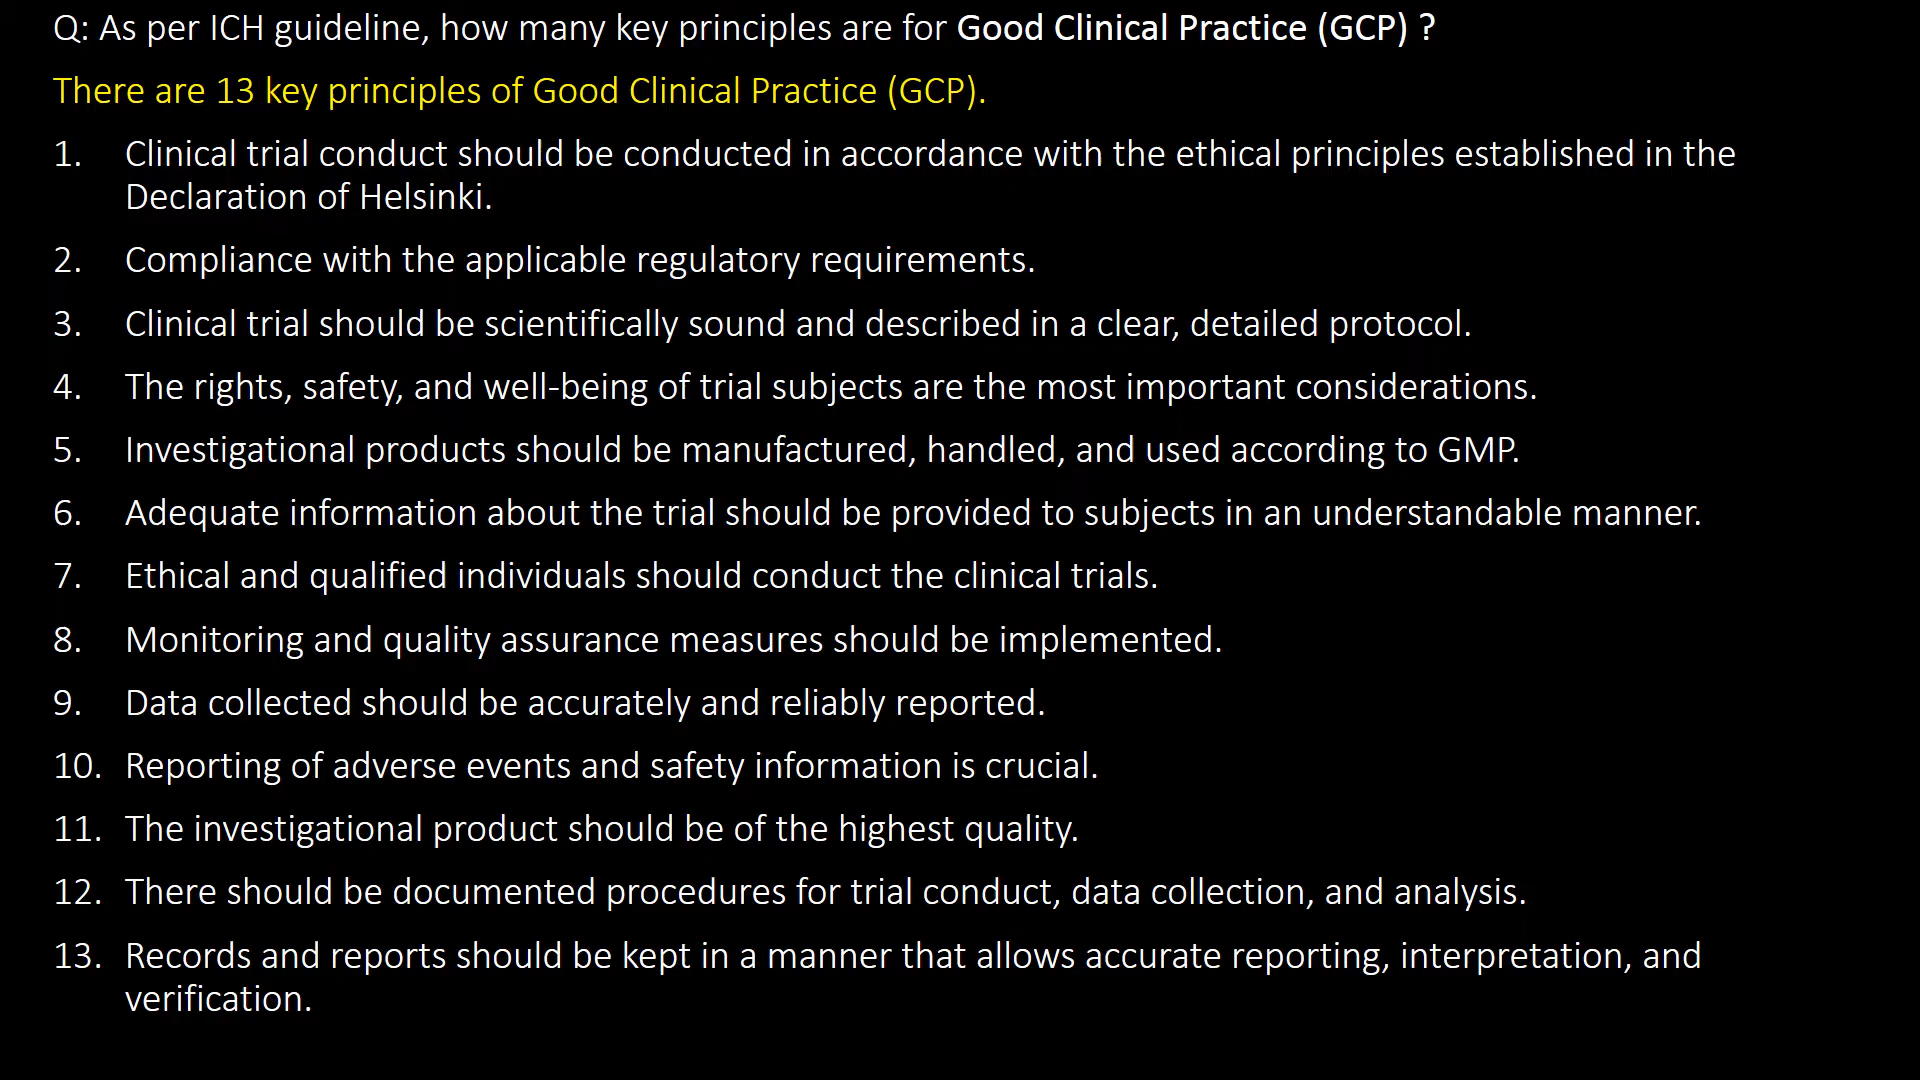 Q: As per ICH guideline, how many key principles are for Good Clinical Practice (GCP) ?
There are 13 key principles of Good Clinical Practice (GCP).
1. Clinical trial conduct should be conducted in accordance with the ethical principles established in the
Declaration of Helsinki.
2. Compliance with the applicable regulatory requirements.
3. Clinical trial should be scientifically sound and described in a clear, detailed protocol.
4. The rights, safety, and well-being of trial subjects are the most important considerations.
5. Investigational products should be manufactured, handled, and used according to GMP.
6. Adequate information about the trial should be provided to subjects in an understandable manner.
7. Ethical and qualified individuals should conduct the clinical trials.
8. Monitoring and quality assurance measures should be implemented.
9. Data collected should be accurately and reliably reported.
10. Reporting of adverse events and safety information is crucial.
11. The investigational product should be of the highest quality.
12. There should be documented procedures for trial conduct, data collection, and analysis.
13. Records and reports should be kept in a manner that allows accurate reporting, interpretation, and
verification.